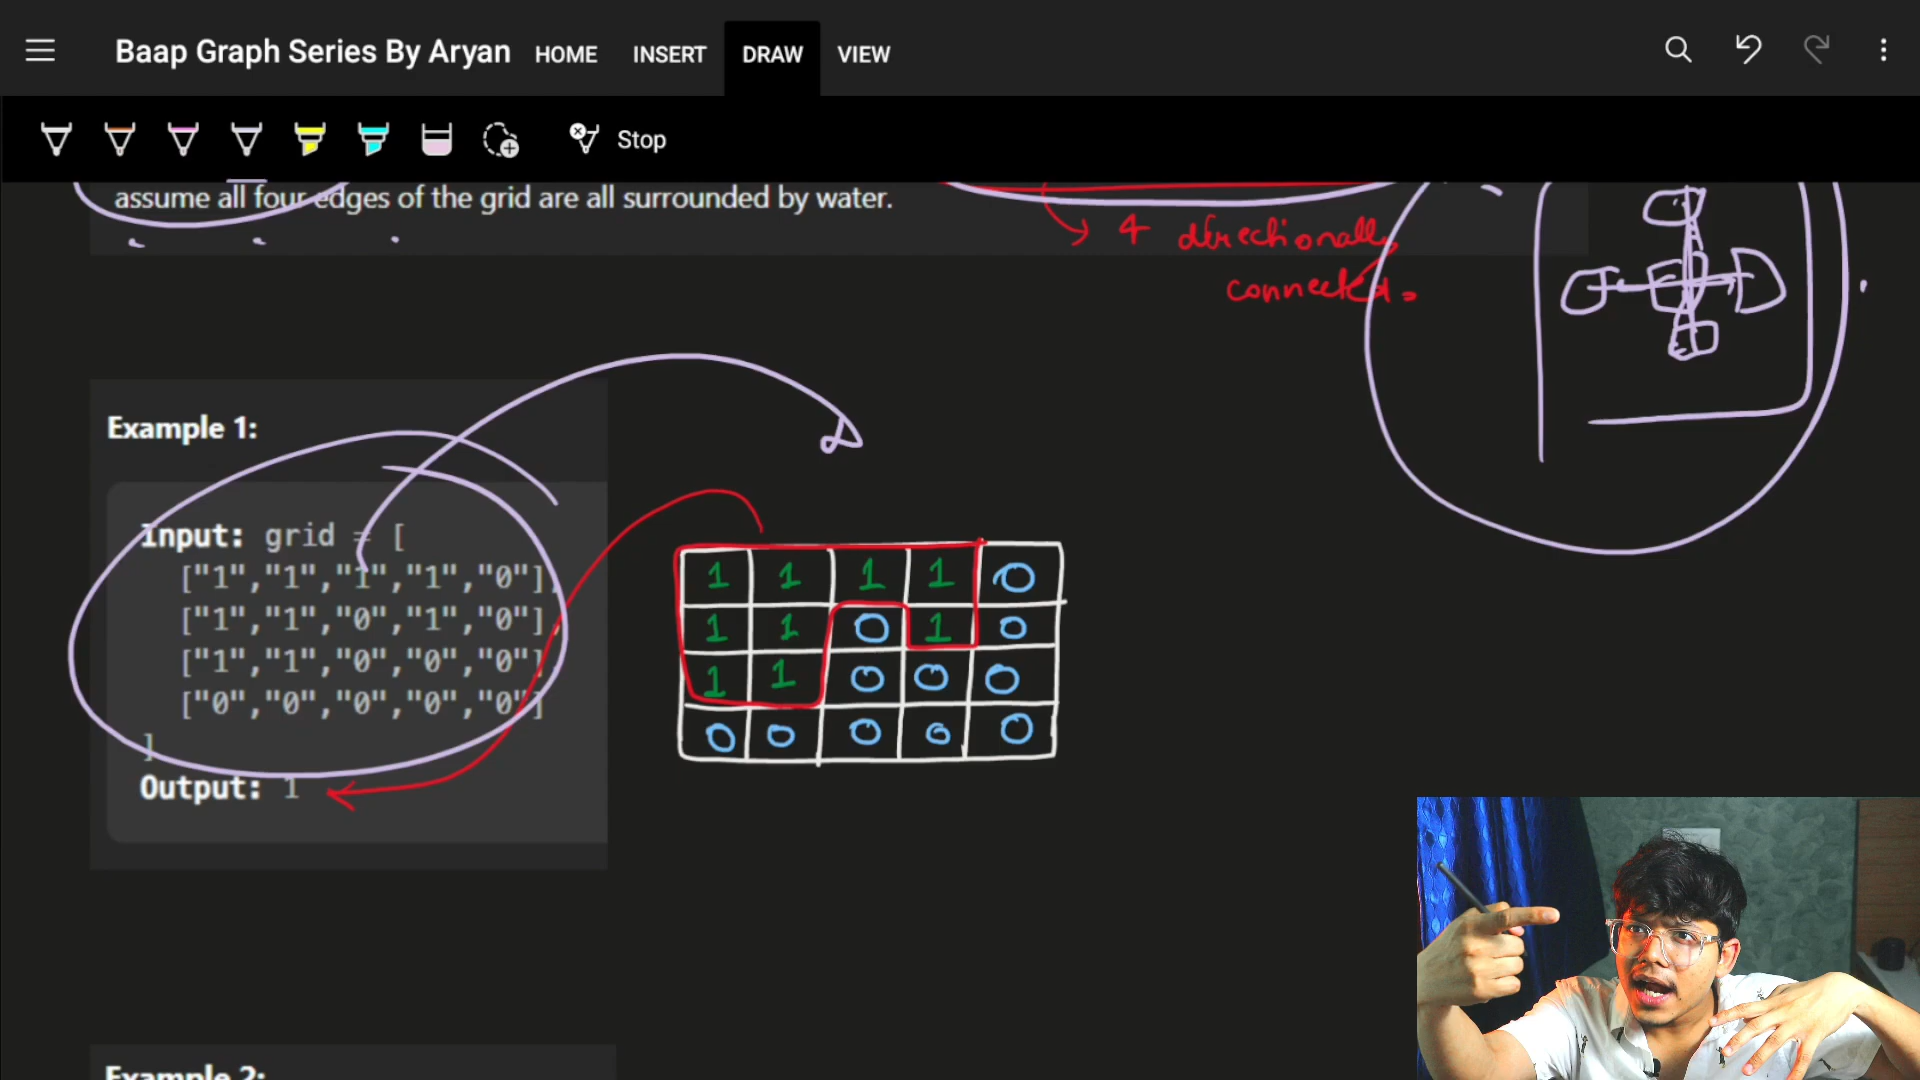 Baap Graph Series By Aryan HOME INSERT DRAW VIEW
Stop
assume all four edges of the grid are all surrounded by water.
4 directionally
connected.
Example 1:
Input: grid = [
["1","1","1","1","0"],
["1","1","0","1","0"],
["1","1","0","0","0"],
["0","0","0","0","0"]
]
Output: 1
1 1 1 1 0
1 1 0 1 0
1 1 0 0 0
0 0 0 0 0
Example 2: